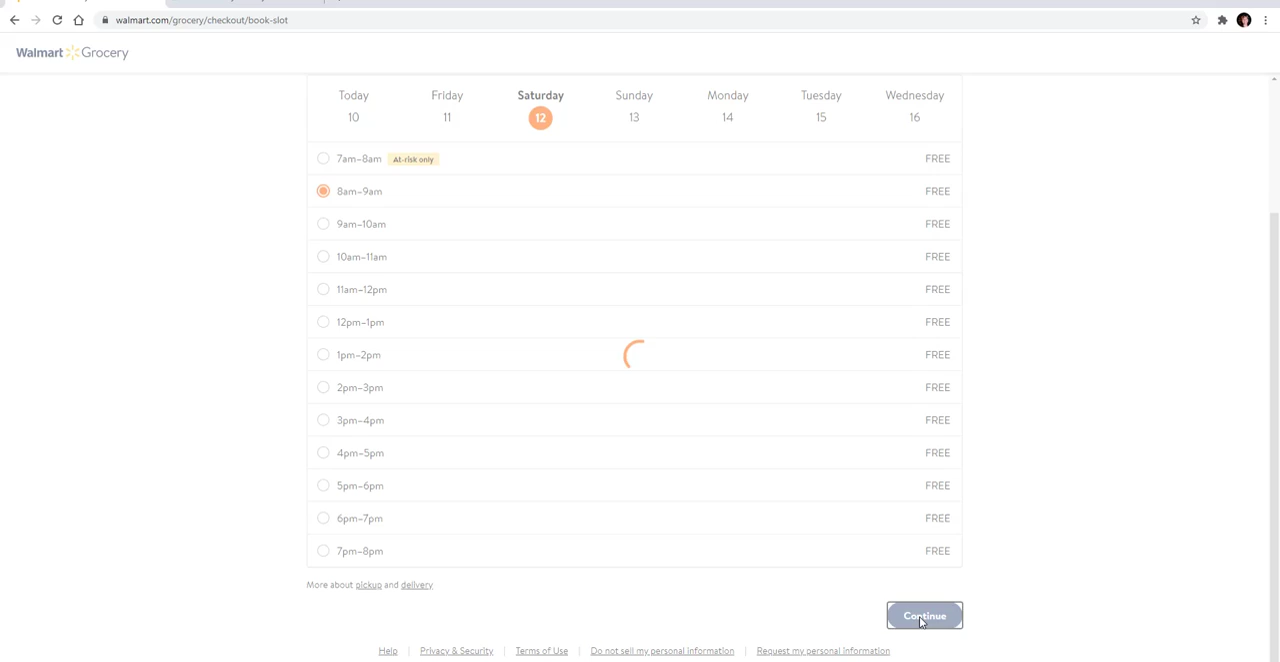 walmart.com/grocery/checkout/book-slot
Walmart Grocery
Today Friday Saturday Sunday Monday Tuesday Wednesday
10 11 12 13 14 15 16
7am–8am At-risk only FREE
8am–9am FREE
9am–10am FREE
10am–11am FREE
11am–12pm FREE
12pm–1pm FREE
1pm–2pm FREE
2pm–3pm FREE
3pm–4pm FREE
4pm–5pm FREE
5pm–6pm FREE
6pm–7pm FREE
7pm–8pm FREE
More about pickup and delivery
Continue
Help | Privacy & Security | Terms of Use | Do not sell my personal information | Request my personal information